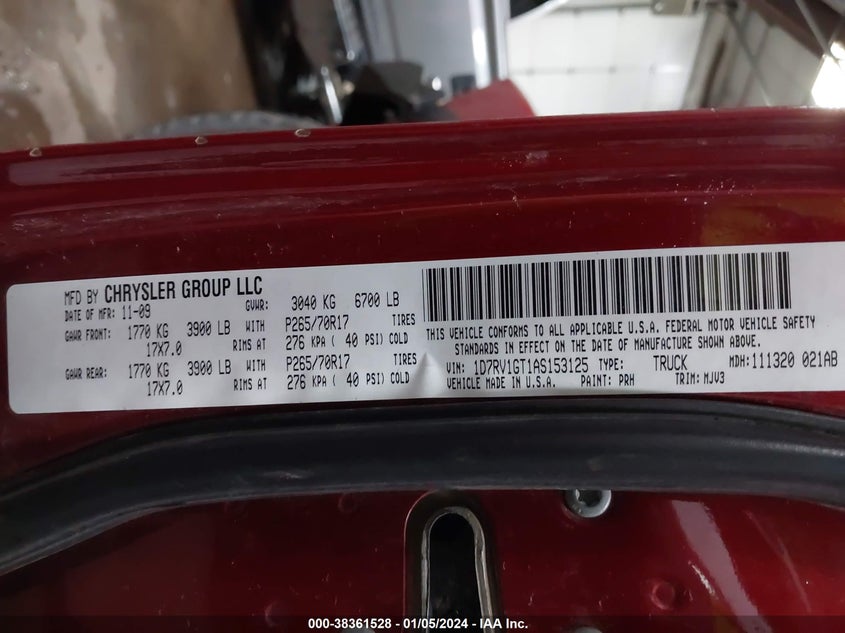 MFD BY CHRYSLER GROUP LLC
DATE OF MFR: 11-09 GVWR: 3040 KG 6700 LB
GAWR FRONT: 1770 KG 3900 LB WITH P265/70R17 TIRES
17X7.0 RIMS AT 276 KPA ( 40 PSI) COLD
GAWR REAR: 1770 KG 3900 LB WITH P265/70R17 TIRES
17X7.0 RIMS AT 276 KPA ( 40 PSI) COLD
THIS VEHICLE CONFORMS TO ALL APPLICABLE U.S.A. FEDERAL MOTOR VEHICLE SAFETY
STANDARDS IN EFFECT ON THE DATE OF MANUFACTURE SHOWN ABOVE.
VIN: 1D7RV1GT1AS153125 TYPE: TRUCK MDH: 111320 021AB
VEHICLE MADE IN U.S.A. PAINT: PRH TRIM: MJV3
000-38361528 - 01/05/2024 - IAA Inc.